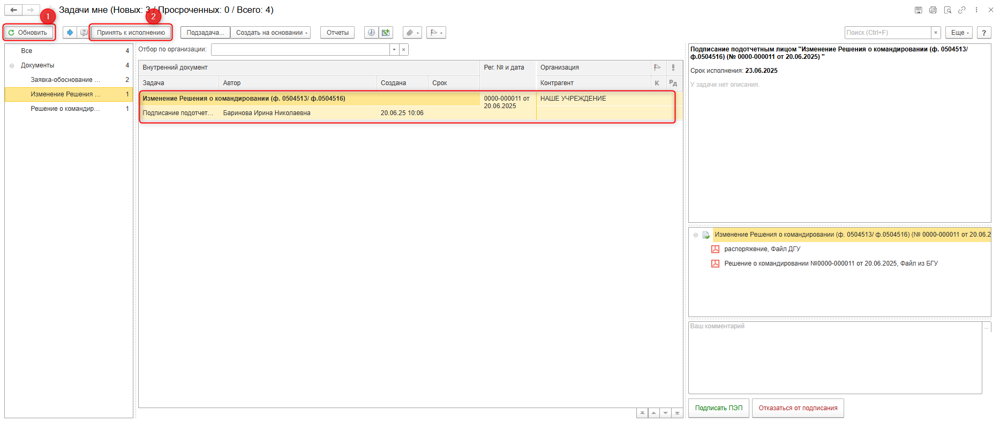 Задачи мне (Новых: 3 / Просроченных: 0 / Всего: 4)
1
2
Обновить
Принять к исполнению
Подзадача...
Создать на основании
Отчеты
Поиск (Ctrl+F)
×
Еще
?
Все 4
Документы 4
Заявка-обоснование ... 2
Изменение Решения ... 1
Решение о командир... 1
Отбор по организации:
×
Внутренний документ
Рег. № и дата
Организация
Задача
Автор
Создана
Срок
Контрагент
К
Рд
Изменение Решения о командировании (ф. 0504513/ ф.0504516)
0000-000011 от
20.06.2025
НАШЕ УЧРЕЖДЕНИЕ
Подписание подотчет...
Баринова Ирина Николаевна
20.06.25 10:06
Подписание подотчетным лицом "Изменение Решения о командировании (ф. 0504513/
ф.0504516) (№ 0000-000011 от 20.06.2025) "
Срок исполнения: 23.06.2025
У задачи нет описания.
Изменение Решения о командировании (ф. 0504513/ ф.0504516) (№ 0000-000011 от 20.06.2
распоряжение, Файл ДГУ
Решение о командировании №0000-000011 от 20.06.2025, Файл из БГУ
Ваш комментарий
...
Подписать ПЭП
Отказаться от подписания